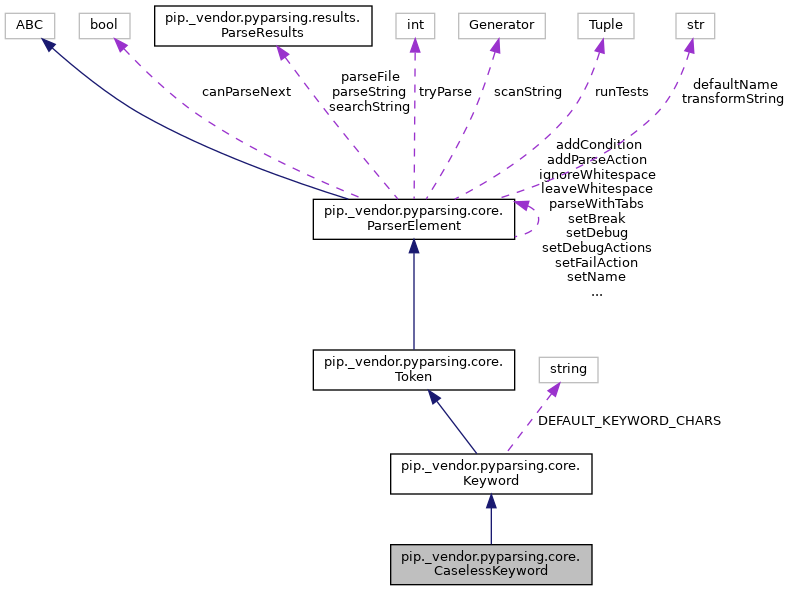 ABC
bool
pip._vendor.pyparsing.results.
ParseResults
int
Generator
Tuple
str
canParseNext
parseFile
parseString
searchString
tryParse
scanString
runTests
defaultName
transformString
addCondition
addParseAction
ignoreWhitespace
leaveWhitespace
parseWithTabs
setBreak
setDebug
setDebugActions
setFailAction
setName
...
pip._vendor.pyparsing.core.
ParserElement
pip._vendor.pyparsing.core.
Token
string
DEFAULT_KEYWORD_CHARS
pip._vendor.pyparsing.core.
Keyword
pip._vendor.pyparsing.core.
CaselessKeyword